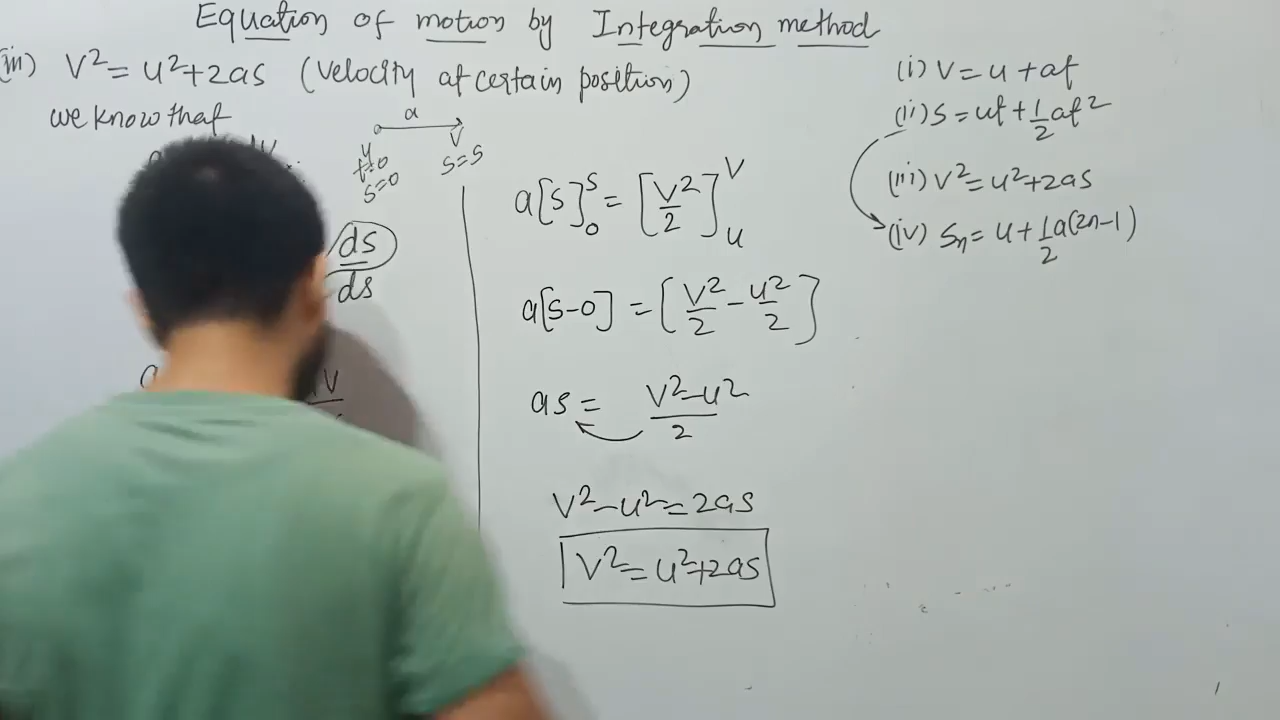 Equation of motion by Integration method
(iii) V² = u² + 2as (Velocity at certain position)
we know that
a
u
V
t=0
s=0
s=s
ds
ds
a[s]₀ˢ = [V²/2]ᵤⱽ
a[s-0] = [V²/2 - u²/2]
as = V²-u²/2
V²-u² = 2as
V² = u²+2as
(i) V = u + at
(ii) s = ut + 1/2 at²
(iii) V² = u² + 2as
(iv) Sₙ = u + 1/2 a(2n-1)